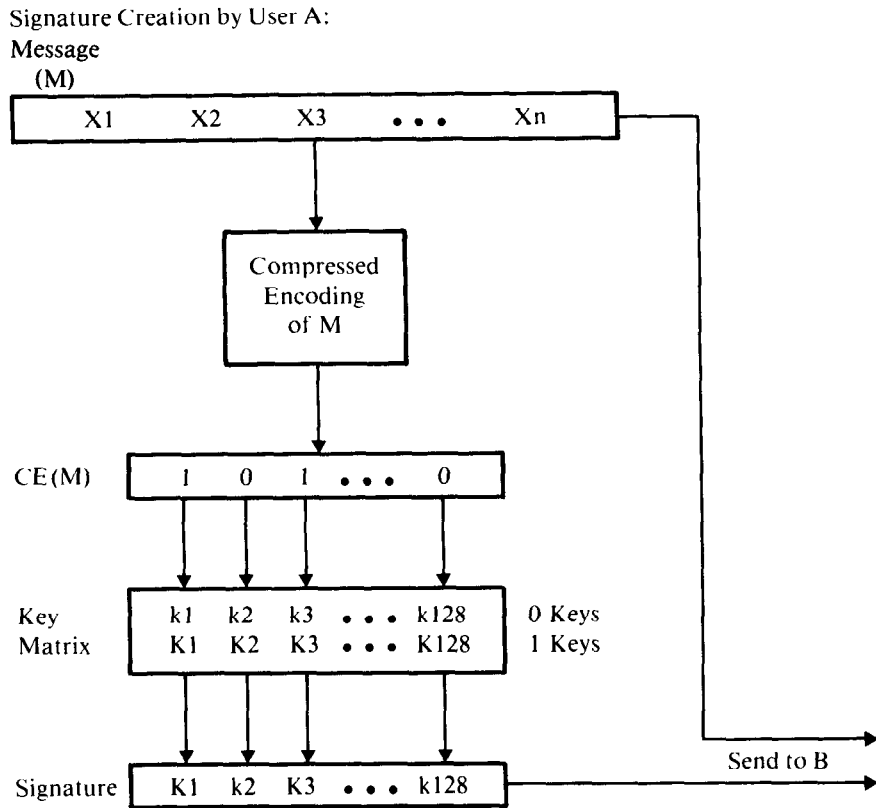 Signature Creation by User A:
Message
(M)
X1 X2 X3 • • • Xn
Compressed
Encoding
of M
CE(M) 1 0 1 • • • 0
Key k1 k2 k3 • • • k128 0 Keys
Matrix K1 K2 K3 • • • K128 1 Keys
Send to B
Signature K1 k2 K3 • • • k128